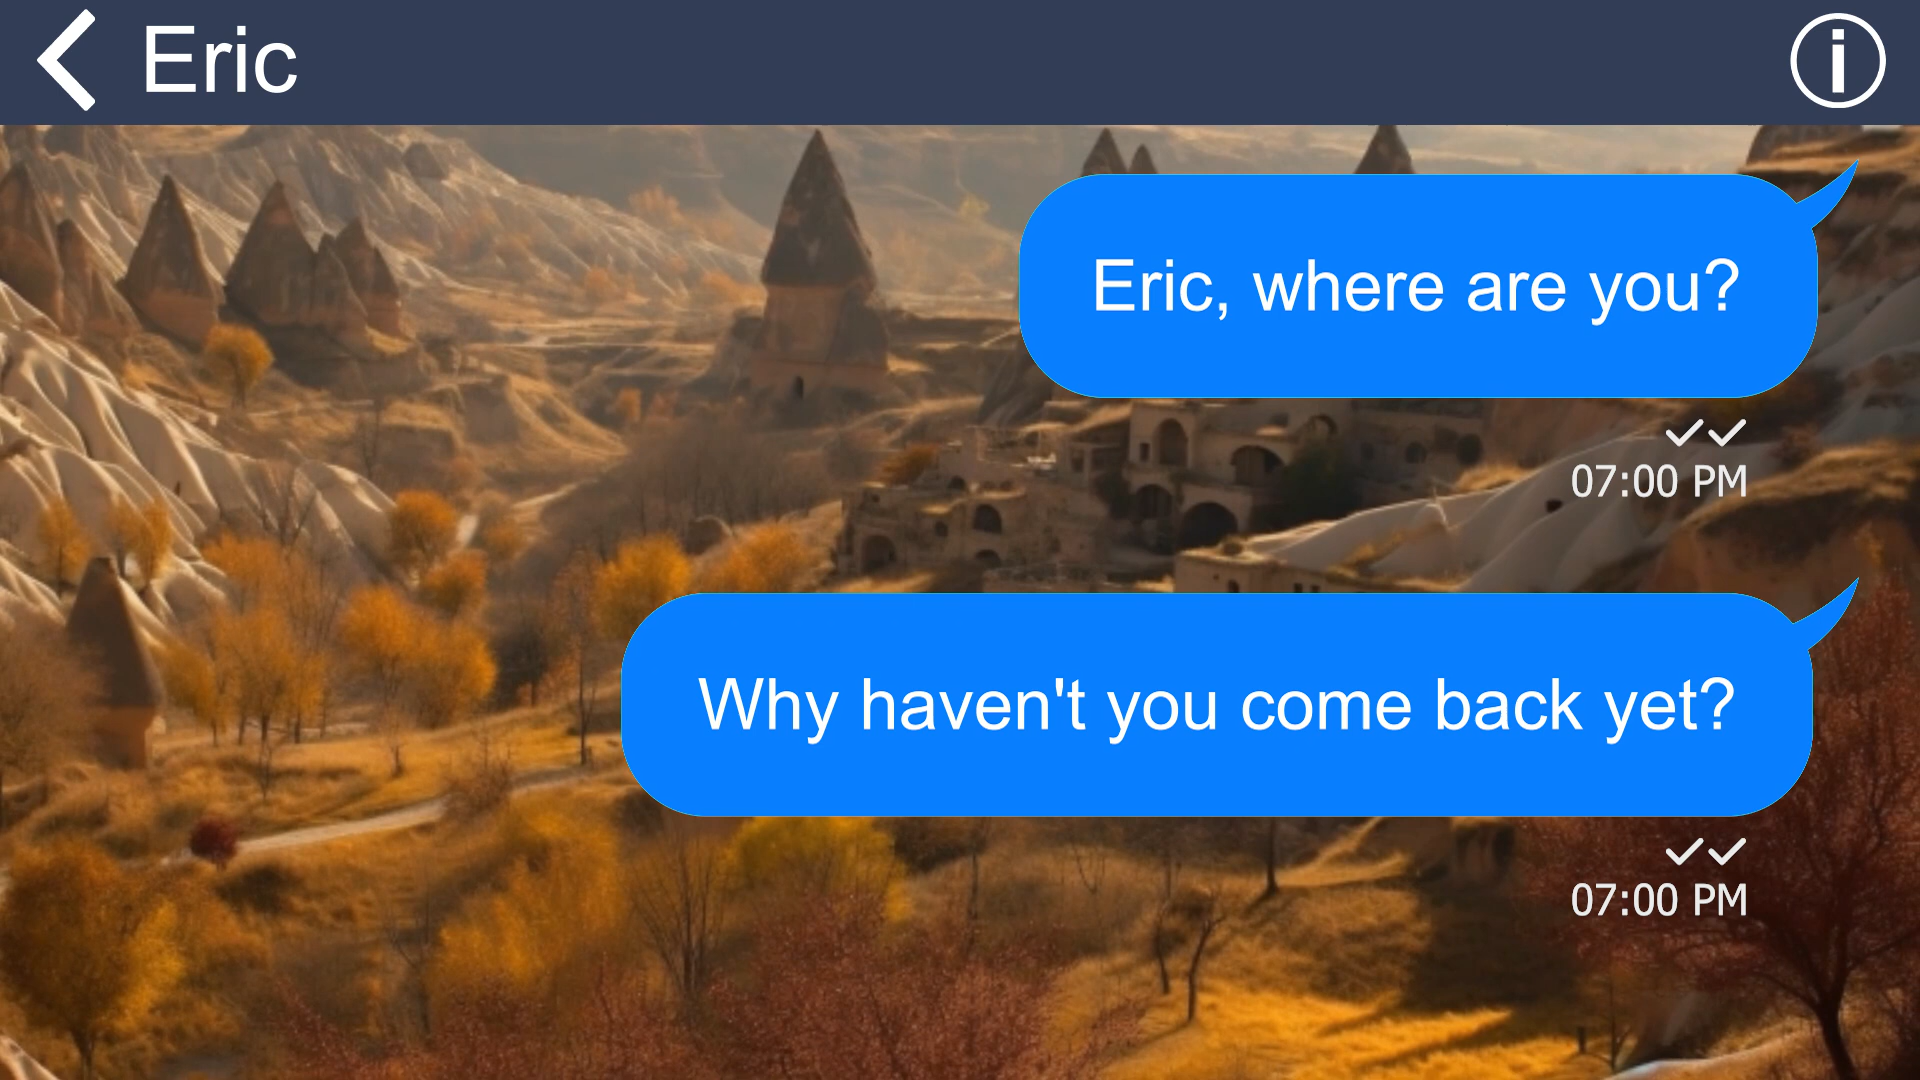 Eric
Eric, where are you?
07:00 PM
Why haven't you come back yet?
07:00 PM